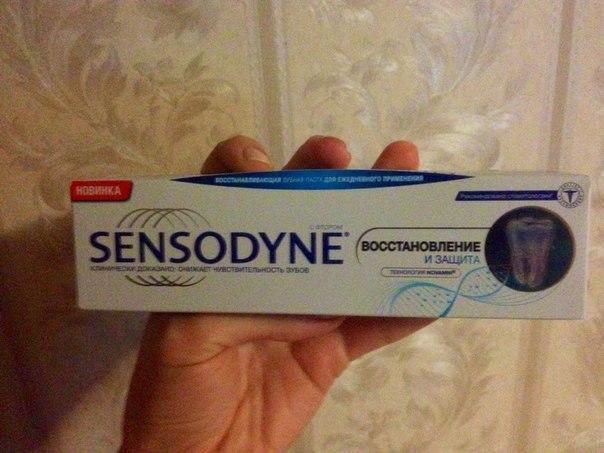 ВОССТАНАВЛИВАЮЩАЯ ЗУБНАЯ ПАСТА ДЛЯ ЕЖЕДНЕВНОГО ПРИМЕНЕНИЯ
НОВИНКА
Рекомендовано стоматологами
С ФТОРОМ
SENSODYNE®
КЛИНИЧЕСКИ ДОКАЗАНО: СНИЖАЕТ ЧУВСТВИТЕЛЬНОСТЬ ЗУБОВ
ВОССТАНОВЛЕНИЕ
И ЗАЩИТА
ТЕХНОЛОГИЯ NOVAMIN®